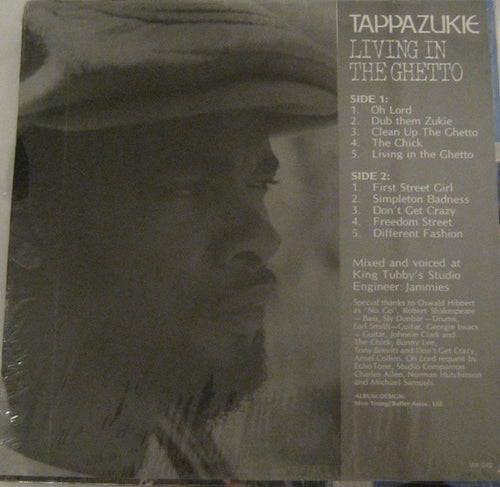 TAPPAZUKIE
LIVING IN
THE GHETTO
SIDE 1:
1. Oh Lord
2. Dub them Zukie
3. Clean Up The Ghetto
4. The Chick
5. Living in the Ghetto
SIDE 2:
1. First Street Girl
2. Simpleton Badness
3. Don't Get Crazy
4. Freedom Street
5. Different Fashion
Mixed and voiced at
King Tubby's Studio
Engineer: Jammies
Special thanks to Oswald Hibbert
as "No Go", Robert Shakespeare
—Bass, Sly Dunbar—Drums,
Earl Smith—Guitar, Georgie Isaacs
—Guitar, Johnnie Clark and
The Chick, Bunny Lee,
Tony Brevitt and Don't Get Crazy,
Ansel Collins, Oh Lord request by
Echo Tone, Studio Companion
Charles Allen, Norman Hutchinson
and Michael Samuels
ALBUM DESIGN: